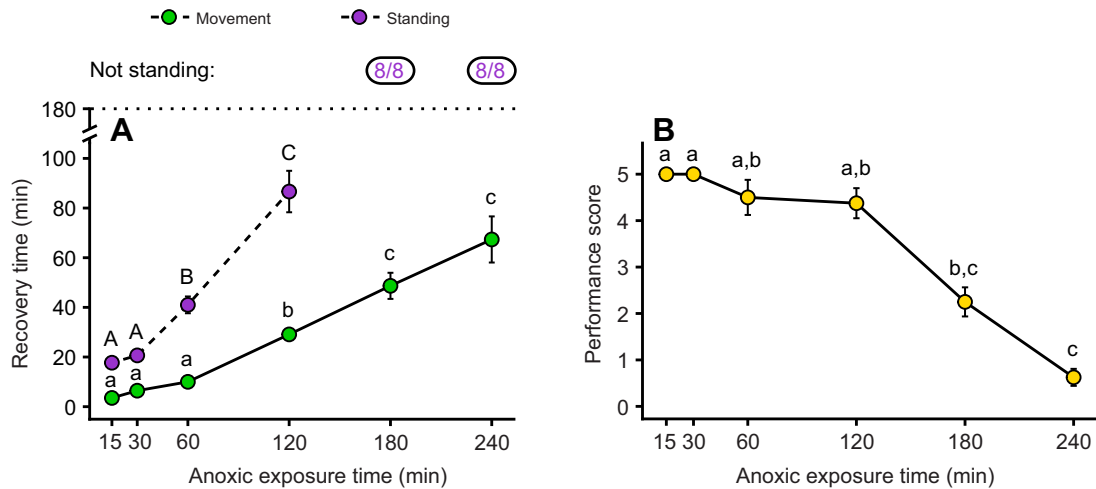 Movement Standing
Not standing: 8/8 8/8
A
180
100
80
60
40
20
0
Recovery time (min)
A A B C
a a a b c c
15 30 60 120 180 240
Anoxic exposure time (min)
B
5
4
3
2
1
0
Performance score
a a a,b a,b b,c c
15 30 60 120 180 240
Anoxic exposure time (min)